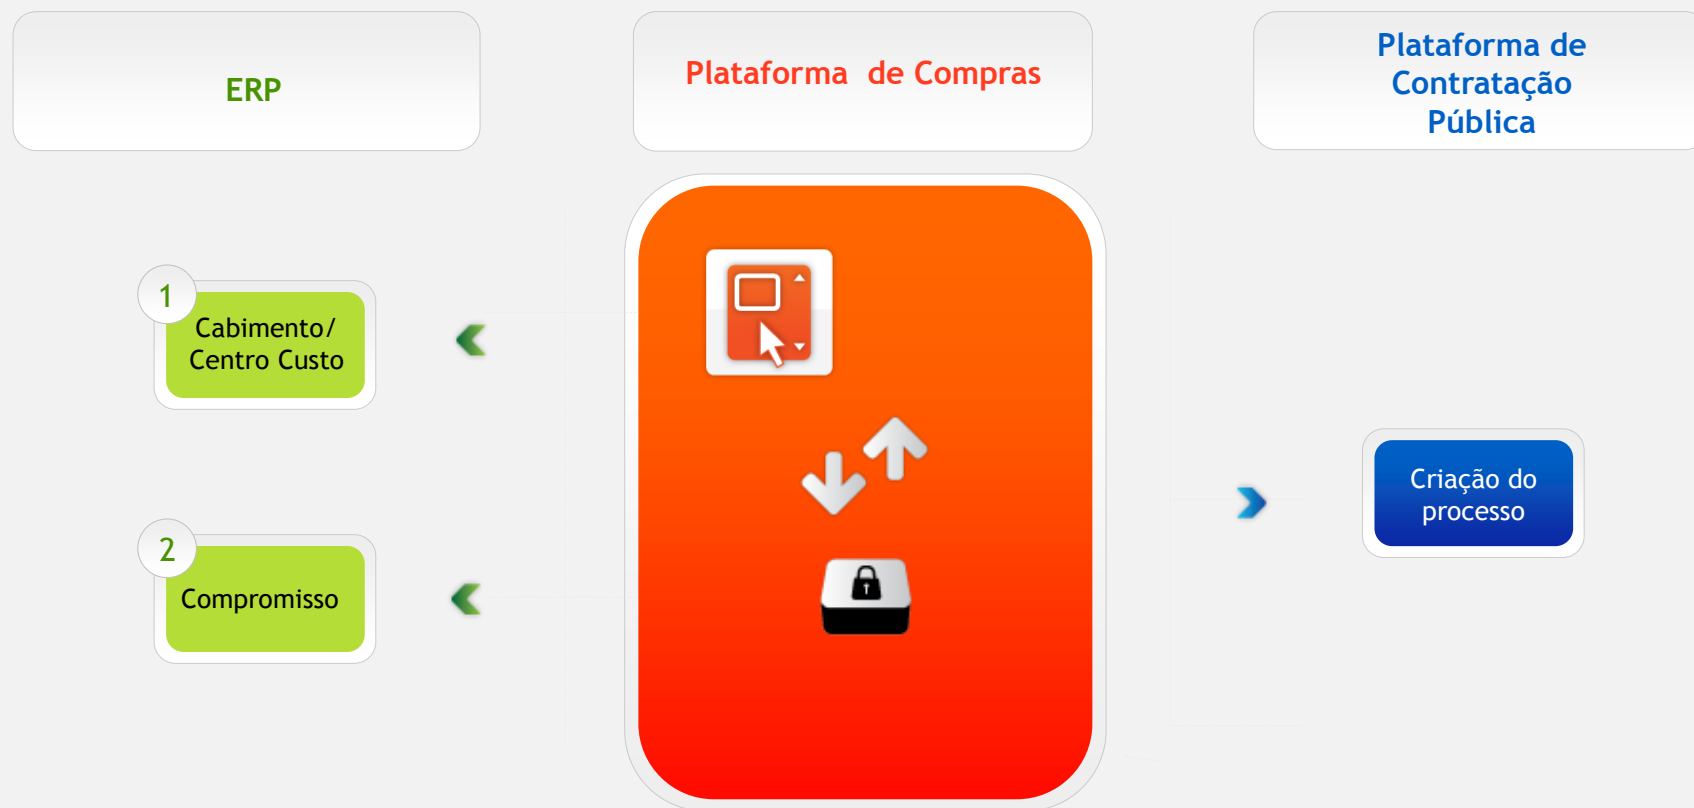 ERP
Plataforma de Compras
Plataforma de
Contratação
Pública
1
Cabimento/
Centro Custo
2
Compromisso
Criação do
processo